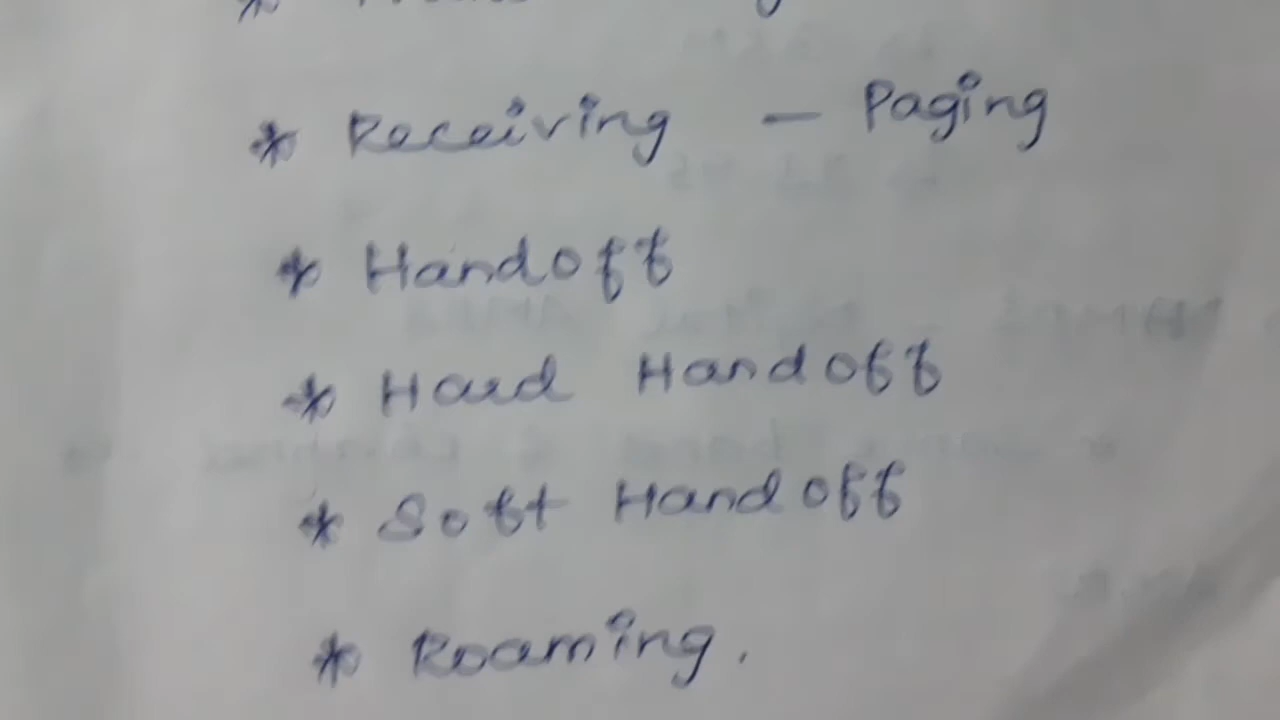 * Receiving - Paging
* Handoff
* Hard Handoff
* Soft Handoff
* Roaming.